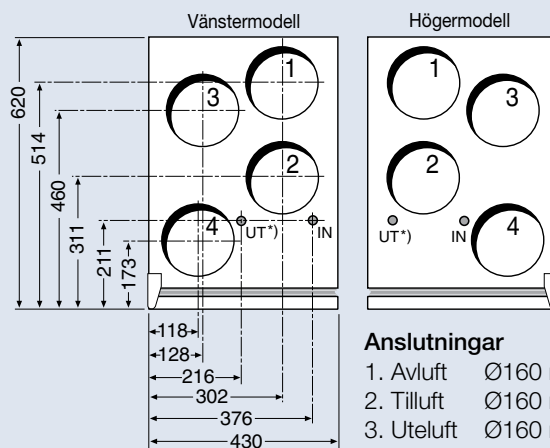 Vänstermodell
Högermodell
1
3
2
4
UT*)
IN
1
3
2
4
UT*)
IN
620
514
460
311
211
173
118
128
216
302
376
430
Anslutningar
1. Avluft Ø160
2. Tilluft Ø160
3. Uteluft Ø160